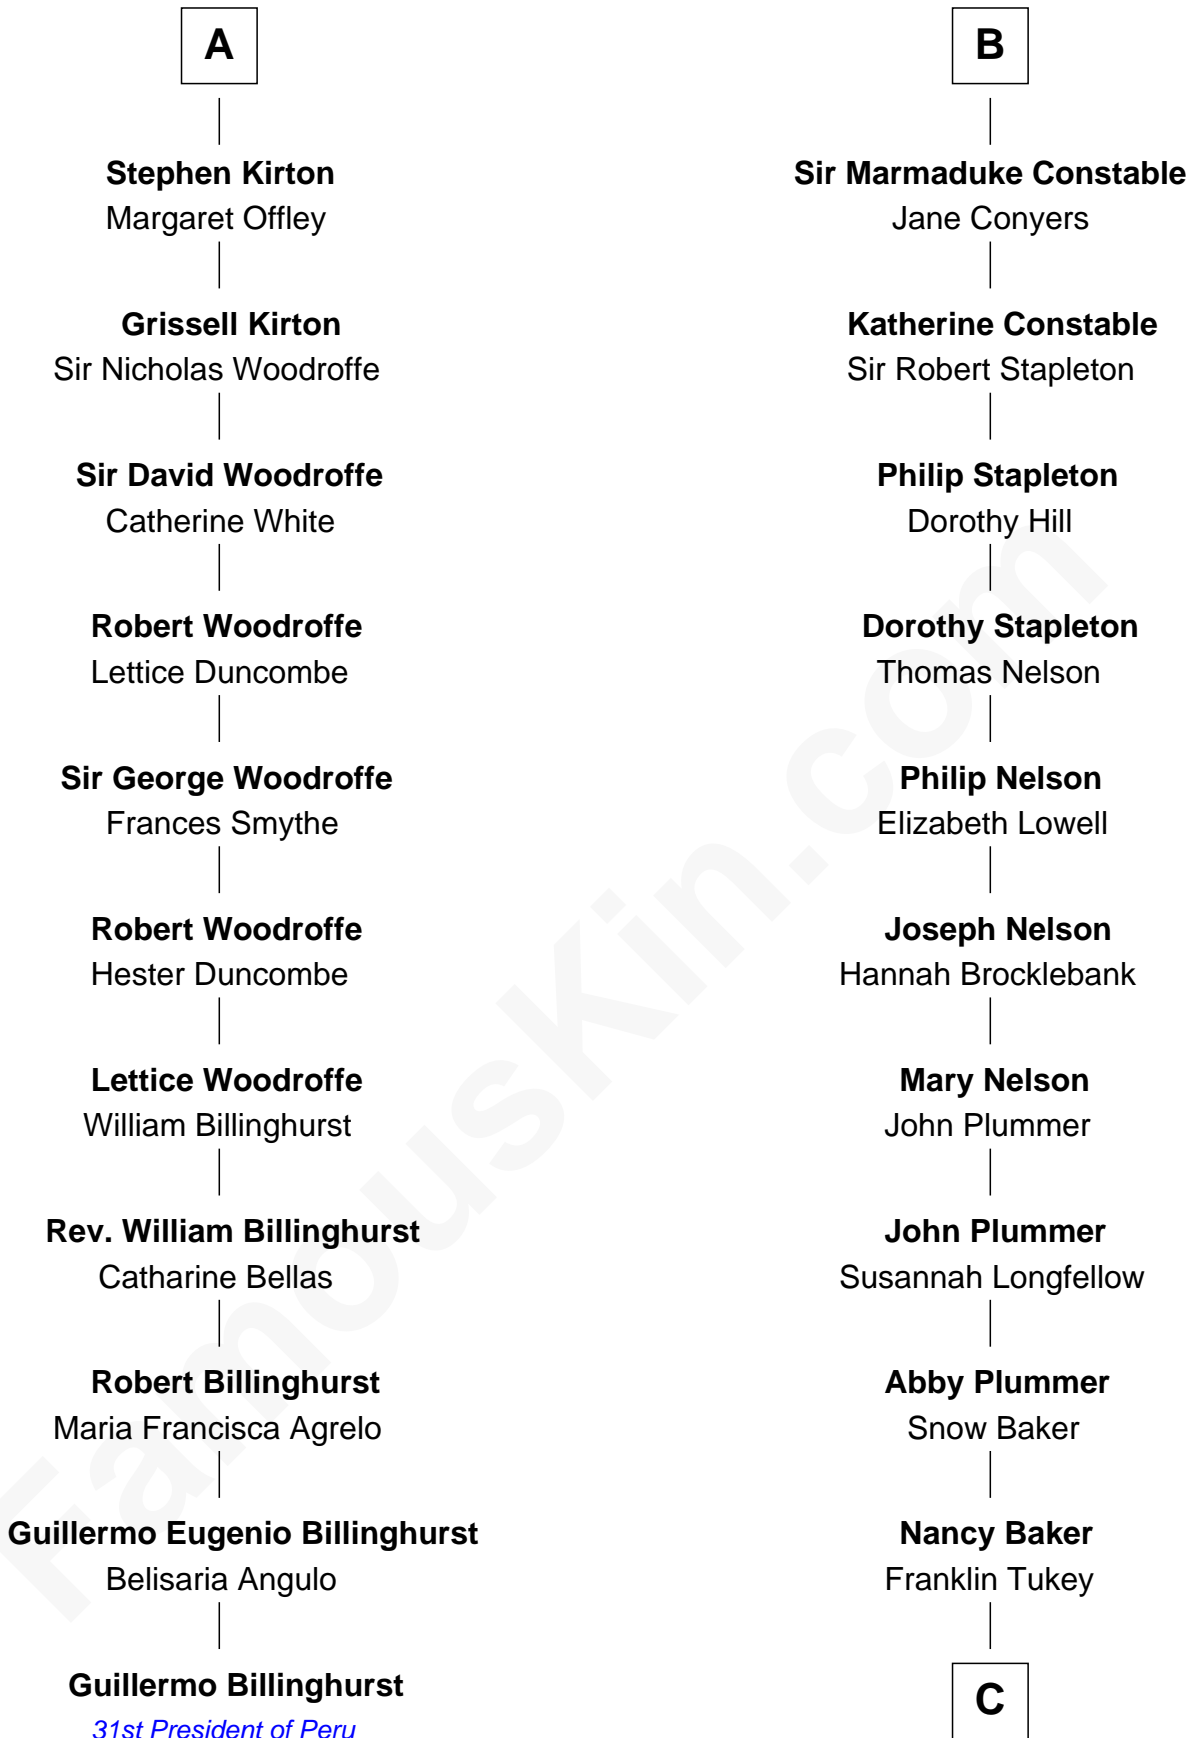 A
Stephen Kirton
Margaret Offley
Grissell Kirton
Sir Nicholas Woodroffe
Sir David Woodroffe
Catherine White
Robert Woodroffe
Lettice Duncombe
Sir George Woodroffe
Frances Smythe
Robert Woodroffe
Hester Duncombe
Lettice Woodroffe
William Billinghurst
Rev. William Billinghurst
Catharine Bellas
Robert Billinghurst
Maria Francisca Agrelo
Guillermo Eugenio Billinghurst
Belisaria Angulo
Guillermo Billinghurst
31st President of Peru
B
Sir Marmaduke Constable
Jane Conyers
Katherine Constable
Sir Robert Stapleton
Philip Stapleton
Dorothy Hill
Dorothy Stapleton
Thomas Nelson
Philip Nelson
Elizabeth Lowell
Joseph Nelson
Hannah Brocklebank
Mary Nelson
John Plummer
John Plummer
Susannah Longfellow
Abby Plummer
Snow Baker
Nancy Baker
Franklin Tukey
C
FamousKin.com